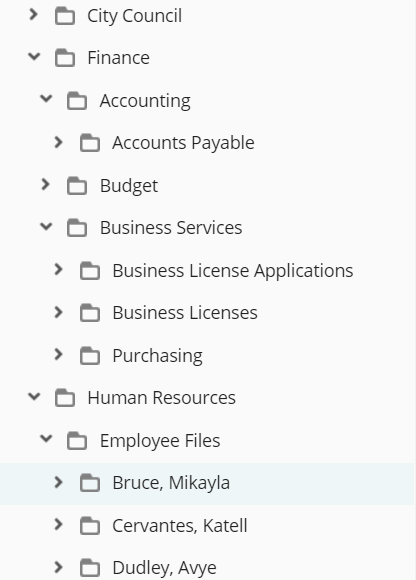 City Council
Finance
Accounting
Accounts Payable
Budget
Business Services
Business License Applications
Business Licenses
Purchasing
Human Resources
Employee Files
Bruce, Mikayla
Cervantes, Katell
Dudley, Avye